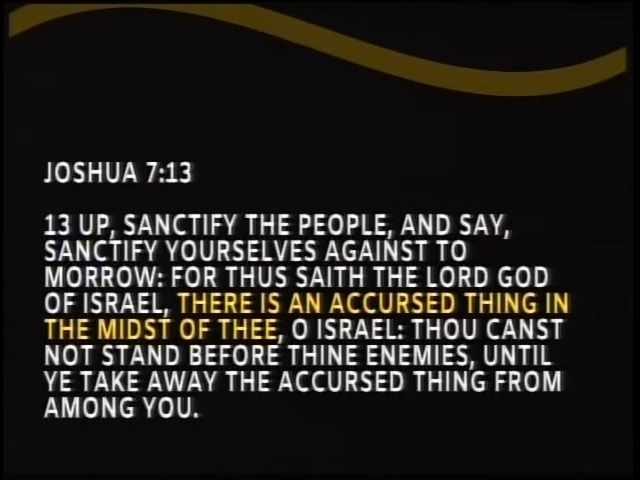 JOSHUA 7:13
13 UP, SANCTIFY THE PEOPLE, AND SAY,
SANCTIFY YOURSELVES AGAINST TO
MORROW: FOR THUS SAITH THE LORD GOD
OF ISRAEL, THERE IS AN ACCURSED THING IN
THE MIDST OF THEE, O ISRAEL: THOU CANST
NOT STAND BEFORE THINE ENEMIES, UNTIL
YE TAKE AWAY THE ACCURSED THING FROM
AMONG YOU.